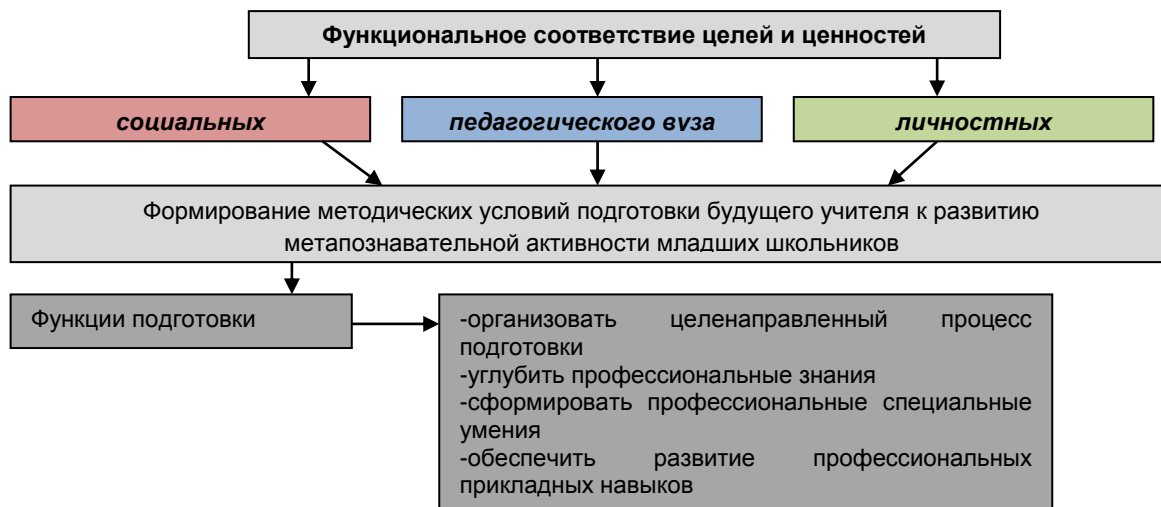 Функциональное соответствие целей и ценностей
социальных
педагогического вуза
личностных
Формирование методических условий подготовки будущего учителя к развитию
метапознавательной активности младших школьников
Функции подготовки
-организовать целенаправленный процесс
подготовки
-углубить профессиональные знания
-сформировать профессиональные специальные
умения
-обеспечить развитие профессиональных
прикладных навыков